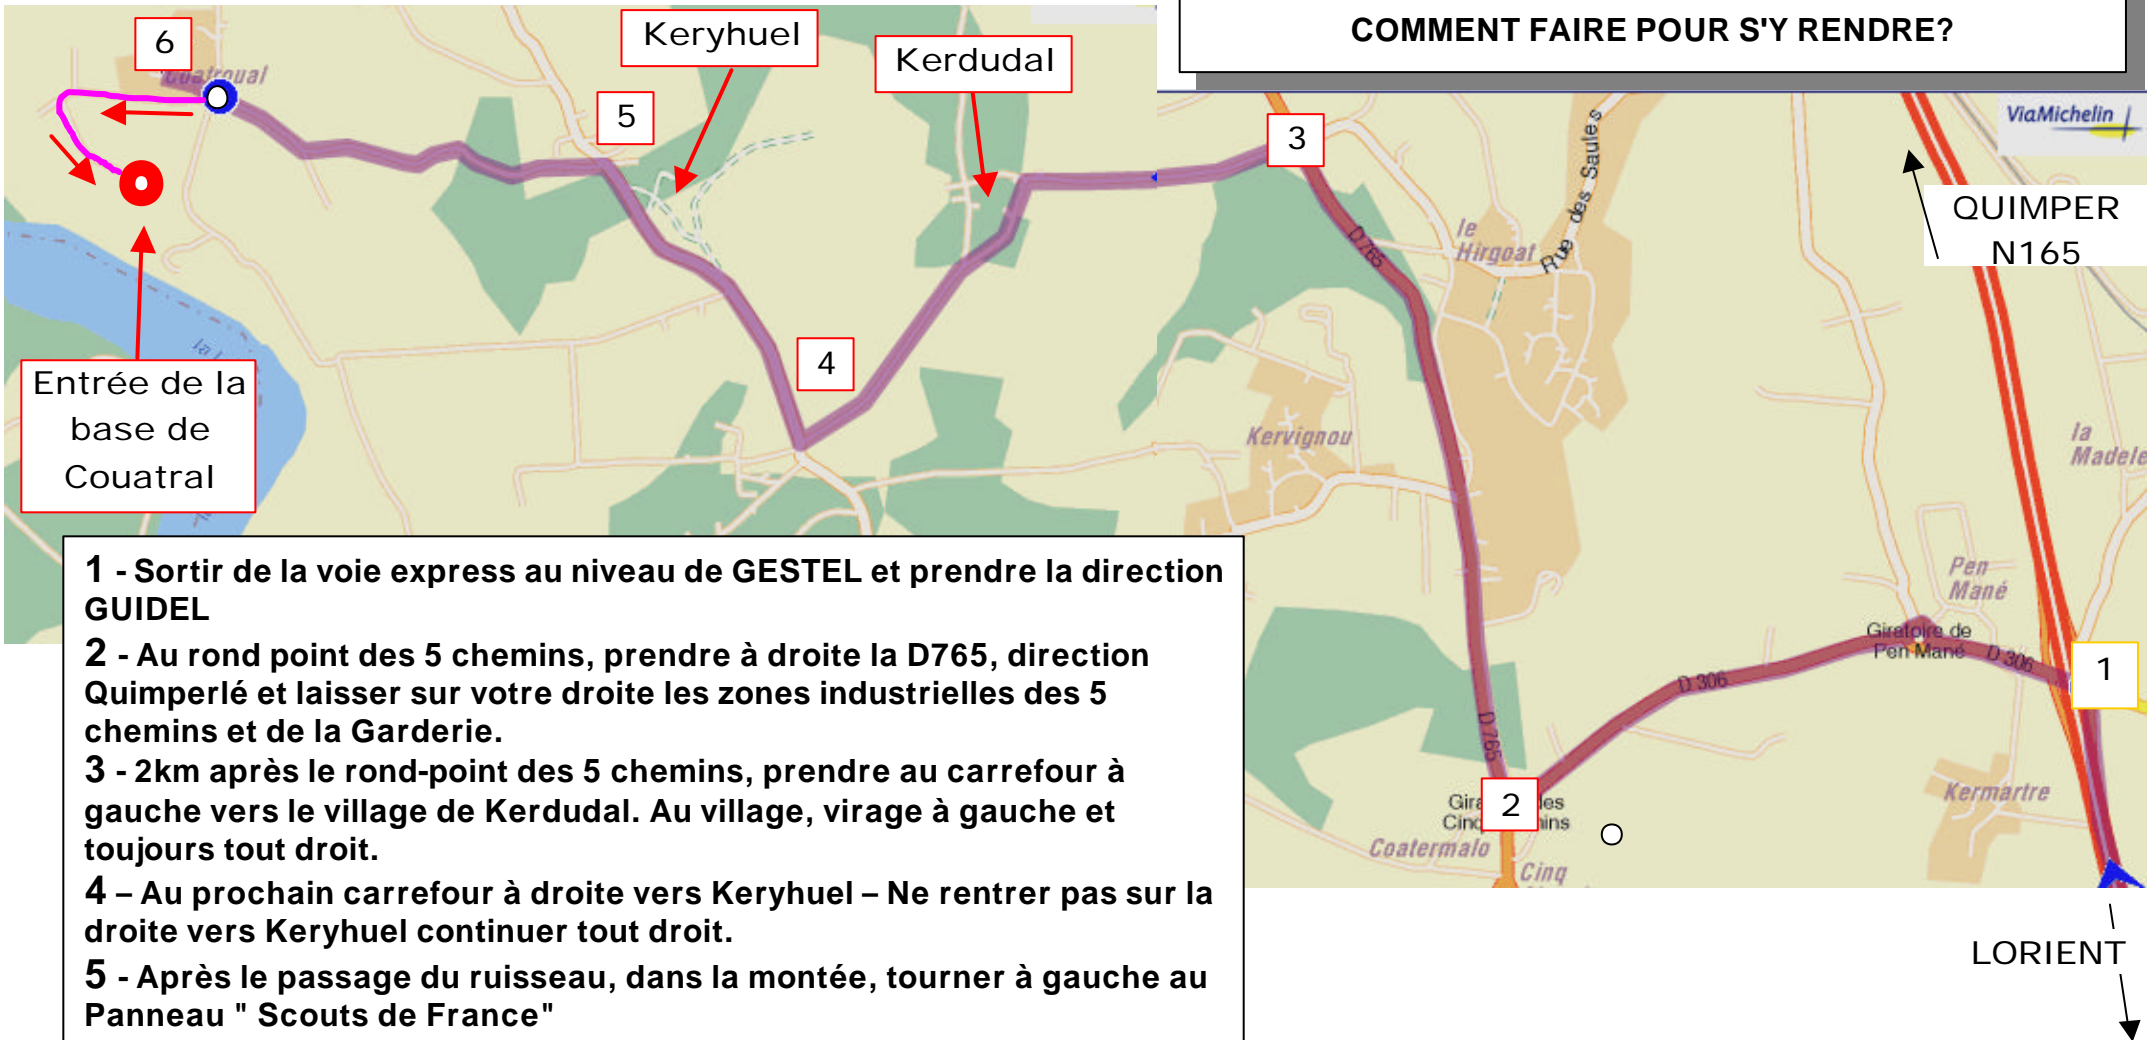 COMMENT FAIRE POUR S'Y RENDRE?
6
Keryhuel
Kerdudal
5
3
ViaMichelin
Coatroual
Rue des Saules
QUIMPER
N165
le
Hirgoat
D 765
4
Entrée de la
base de
Couatral
la
Kervignou
la
Madele
Pen
Mané
Giratoire de
Pen Mané
D 306
1
D 306
D 765
2
Kermartre
Coatermalo
Cinq
LORIENT
1 - Sortir de la voie express au niveau de GESTEL et prendre la direction
GUIDEL
2 - Au rond point des 5 chemins, prendre à droite la D765, direction
Quimperlé et laisser sur votre droite les zones industrielles des 5
chemins et de la Garderie.
3 - 2km après le rond-point des 5 chemins, prendre au carrefour à
gauche vers le village de Kerdudal. Au village, virage à gauche et
toujours tout droit.
4 – Au prochain carrefour à droite vers Keryhuel – Ne rentrer pas sur la
droite vers Keryhuel continuer tout droit.
5 - Après le passage du ruisseau, dans la montée, tourner à gauche au
Panneau " Scouts de France"